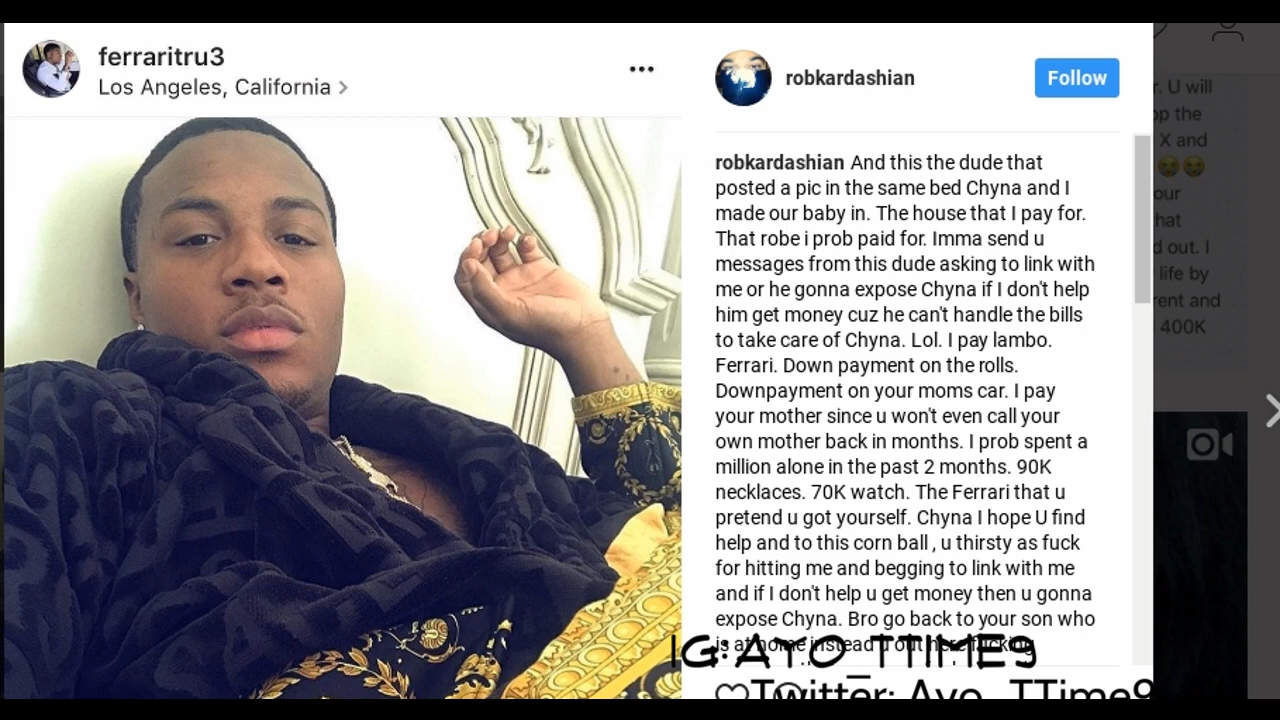 ferraritru3
Los Angeles, California >
robkardashian
Follow
robkardashian And this the dude that
posted a pic in the same bed Chyna and I
made our baby in. The house that I pay for.
That robe i prob paid for. Imma send u
messages from this dude asking to link with
me or he gonna expose Chyna if I don't help
him get money cuz he can't handle the bills
to take care of Chyna. Lol. I pay lambo.
Ferrari. Down payment on the rolls.
Downpayment on your moms car. I pay
your mother since u won't even call your
own mother back in months. I prob spent a
million alone in the past 2 months. 90K
necklaces. 70K watch. The Ferrari that u
pretend u got yourself. Chyna I hope U find
help and to this corn ball , u thirsty as fuck
for hitting me and begging to link with me
and if I don't help u get money then u gonna
expose Chyna. Bro go back to your son who
is at home instead u out here fucking
IG: AYO_TTIME9
Twitter: Ayo_TTime9
r. U will
op the
X and
our
hat
d out. I
life by
rent and
400K